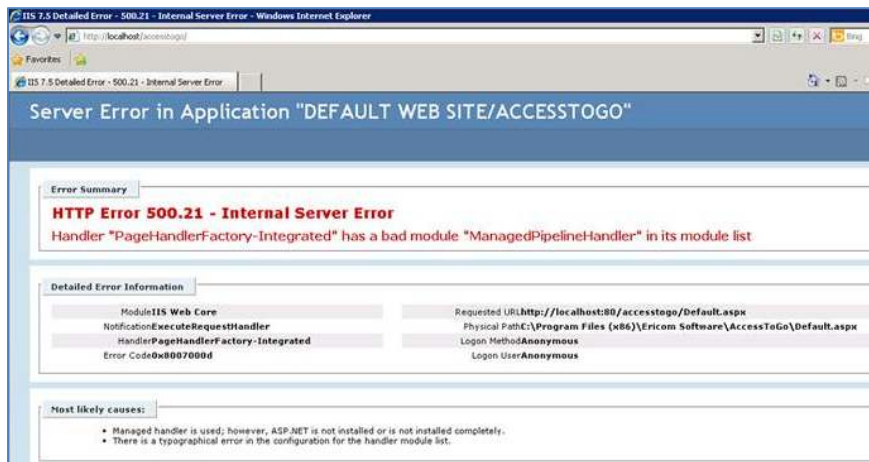 IIS 7.5 Detailed Error - 500.21 - Internal Server Error - Windows Internet Explorer
http://localhost/accesstogo/
Bing
Favorites
IIS 7.5 Detailed Error - 500.21 - Internal Server Error
Server Error in Application "DEFAULT WEB SITE/ACCESSTOGO"
Error Summary
HTTP Error 500.21 - Internal Server Error
Handler "PageHandlerFactory-Integrated" has a bad module "ManagedPipelineHandler" in its module list
Detailed Error Information
Module IIS Web Core
Notification ExecuteRequestHandler
Handler PageHandlerFactory-Integrated
Error Code 0x8007000d
Requested URL http://localhost:80/accesstogo/Default.aspx
Physical Path C:\Program Files (x86)\Ericom Software\AccessToGo\Default.aspx
Logon Method Anonymous
Logon User Anonymous
Most likely causes:
• Managed handler is used; however, ASP.NET is not installed or is not installed completely.
• There is a typographical error in the configuration for the handler module list.